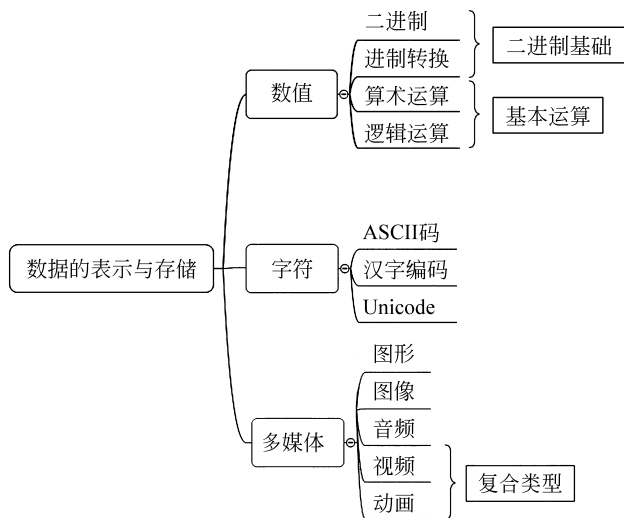 二进制
进制转换
二进制基础
数值
算术运算
逻辑运算
基本运算
数据的表示与存储
字符
ASCII码
汉字编码
Unicode
多媒体
图形
图像
音频
视频
动画
复合类型